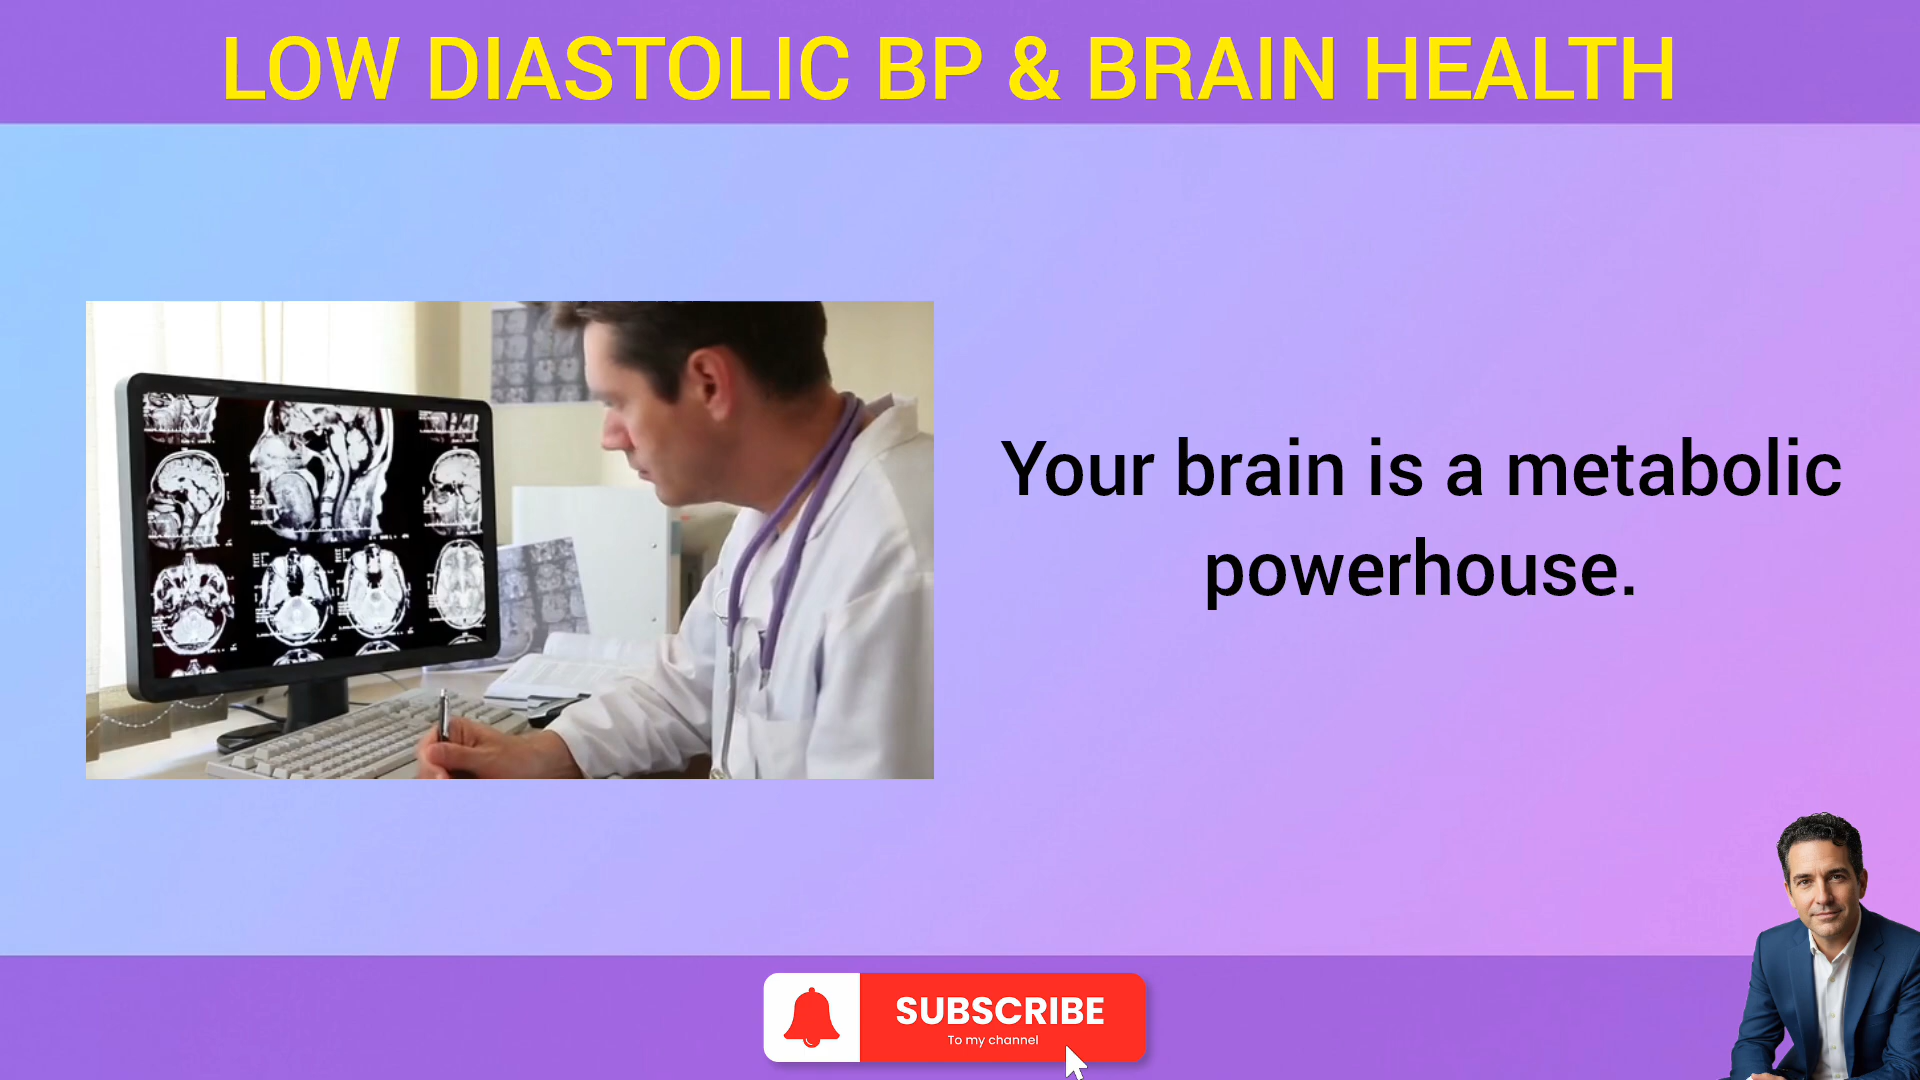 LOW DIASTOLIC BP & BRAIN HEALTH
Your brain is a metabolic
powerhouse.
SUBSCRIBE
To my channel